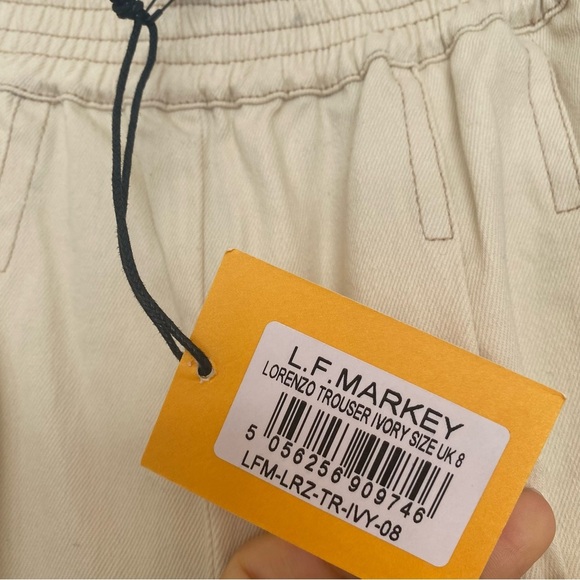 L.F.MARKEY
LORENZO TROUSER IVORY SIZE UK 8
5 056256 909746
LFM-LRZ-TR-IVY-08